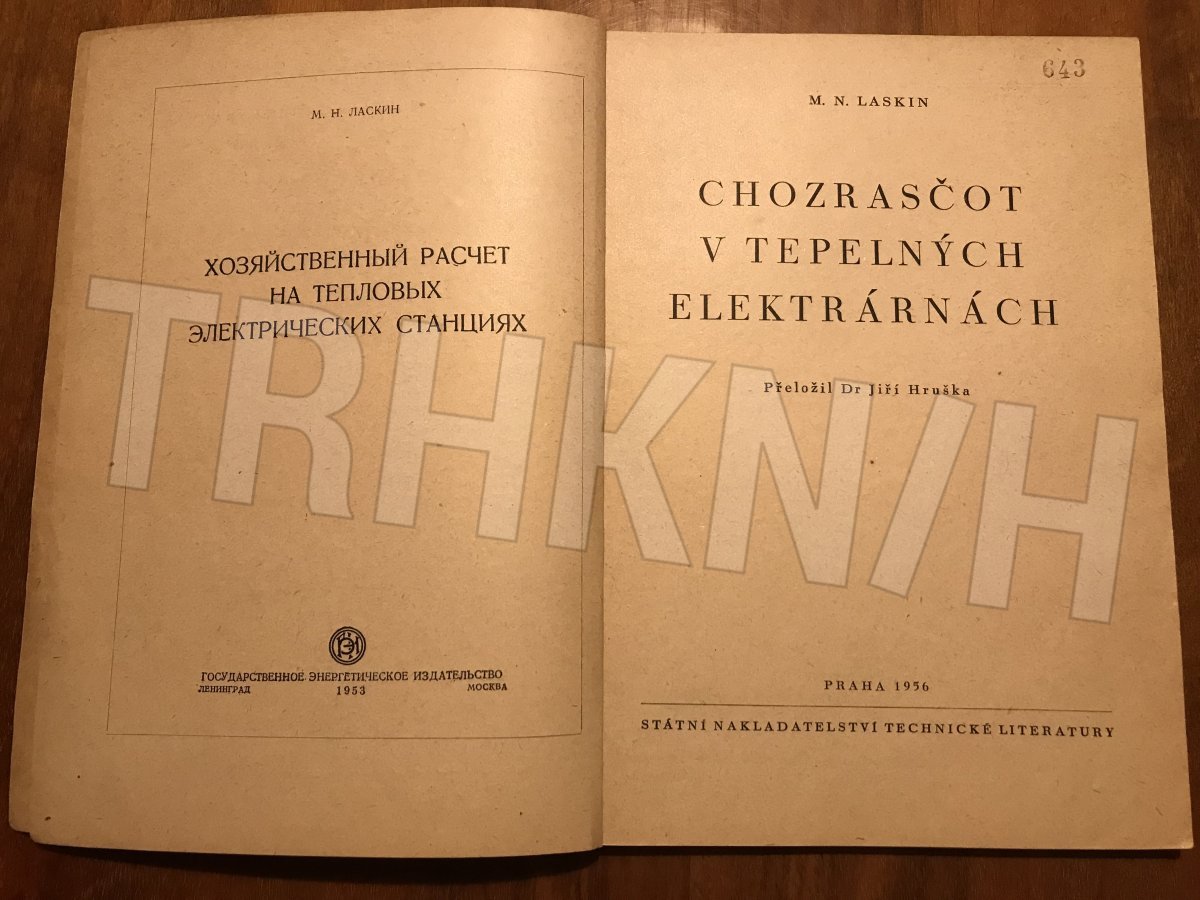 М. Н. ЛАСКИН
ХОЗЯЙСТВЕННЫЙ РАСЧЕТ
НА ТЕПЛОВЫХ
ЭЛЕКТРИЧЕСКИХ СТАНЦИЯХ
ГОСУДАРСТВЕННОЕ ЭНЕРГЕТИЧЕСКОЕ ИЗДАТЕЛЬСТВО
ЛЕНИНГРАД 1953 МОСКВА
643
M. N. LASKIN
CHOZRASČOT
V TEPELNÝCH
ELEKTRÁRNÁCH
Přeložil Dr Jiří Hruška
PRAHA 1956
STÁTNÍ NAKLADATELSTVÍ TECHNICKÉ LITERATURY
TRHKN/H